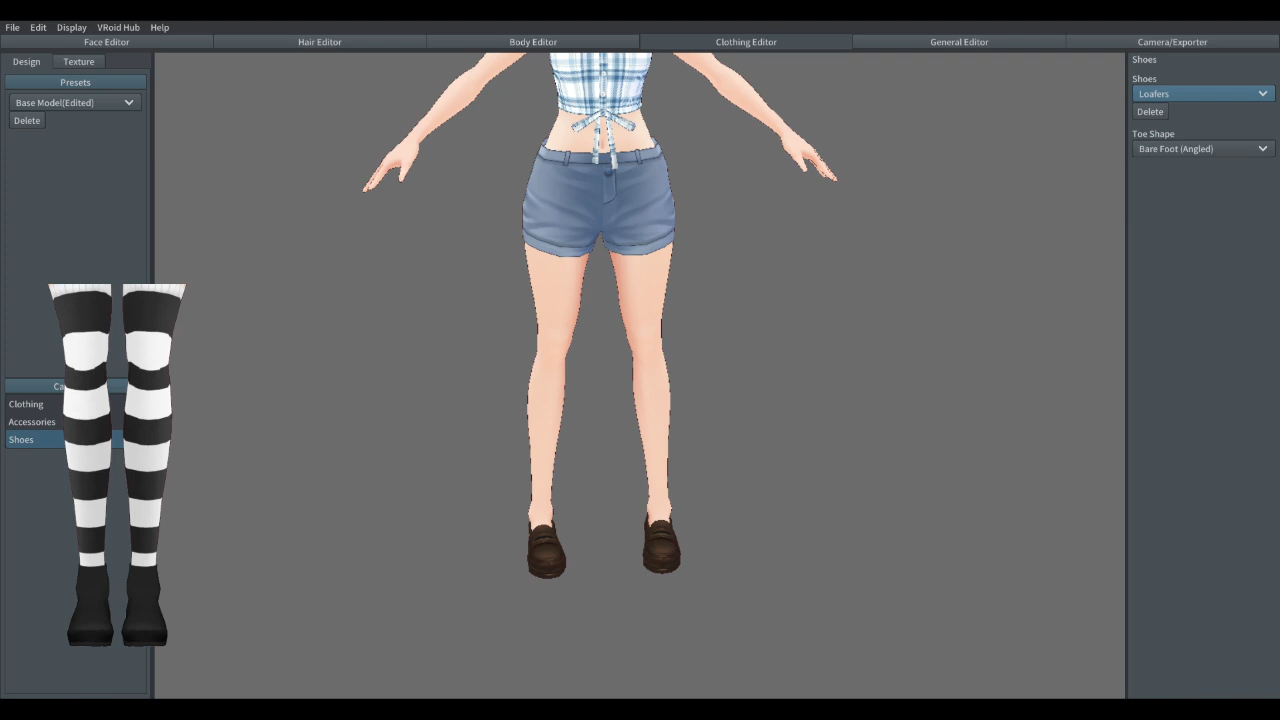 File Edit Display VRoid Hub Help
Face Editor Hair Editor Body Editor Clothing Editor General Editor Camera/Exporter
Design Texture
Presets
Base Model(Edited)
Delete
Clothing
Accessories
Shoes
Shoes
Shoes
Loafers
Delete
Toe Shape
Bare Foot (Angled)